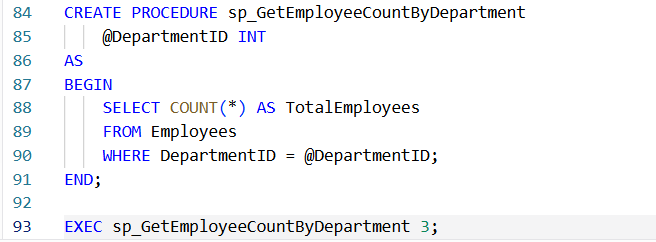 84 CREATE PROCEDURE sp_GetEmployeeCountByDepartment
85 @DepartmentID INT
86 AS
87 BEGIN
88 SELECT COUNT(*) AS TotalEmployees
89 FROM Employees
90 WHERE DepartmentID = @DepartmentID;
91 END;
92
93 EXEC sp_GetEmployeeCountByDepartment 3;